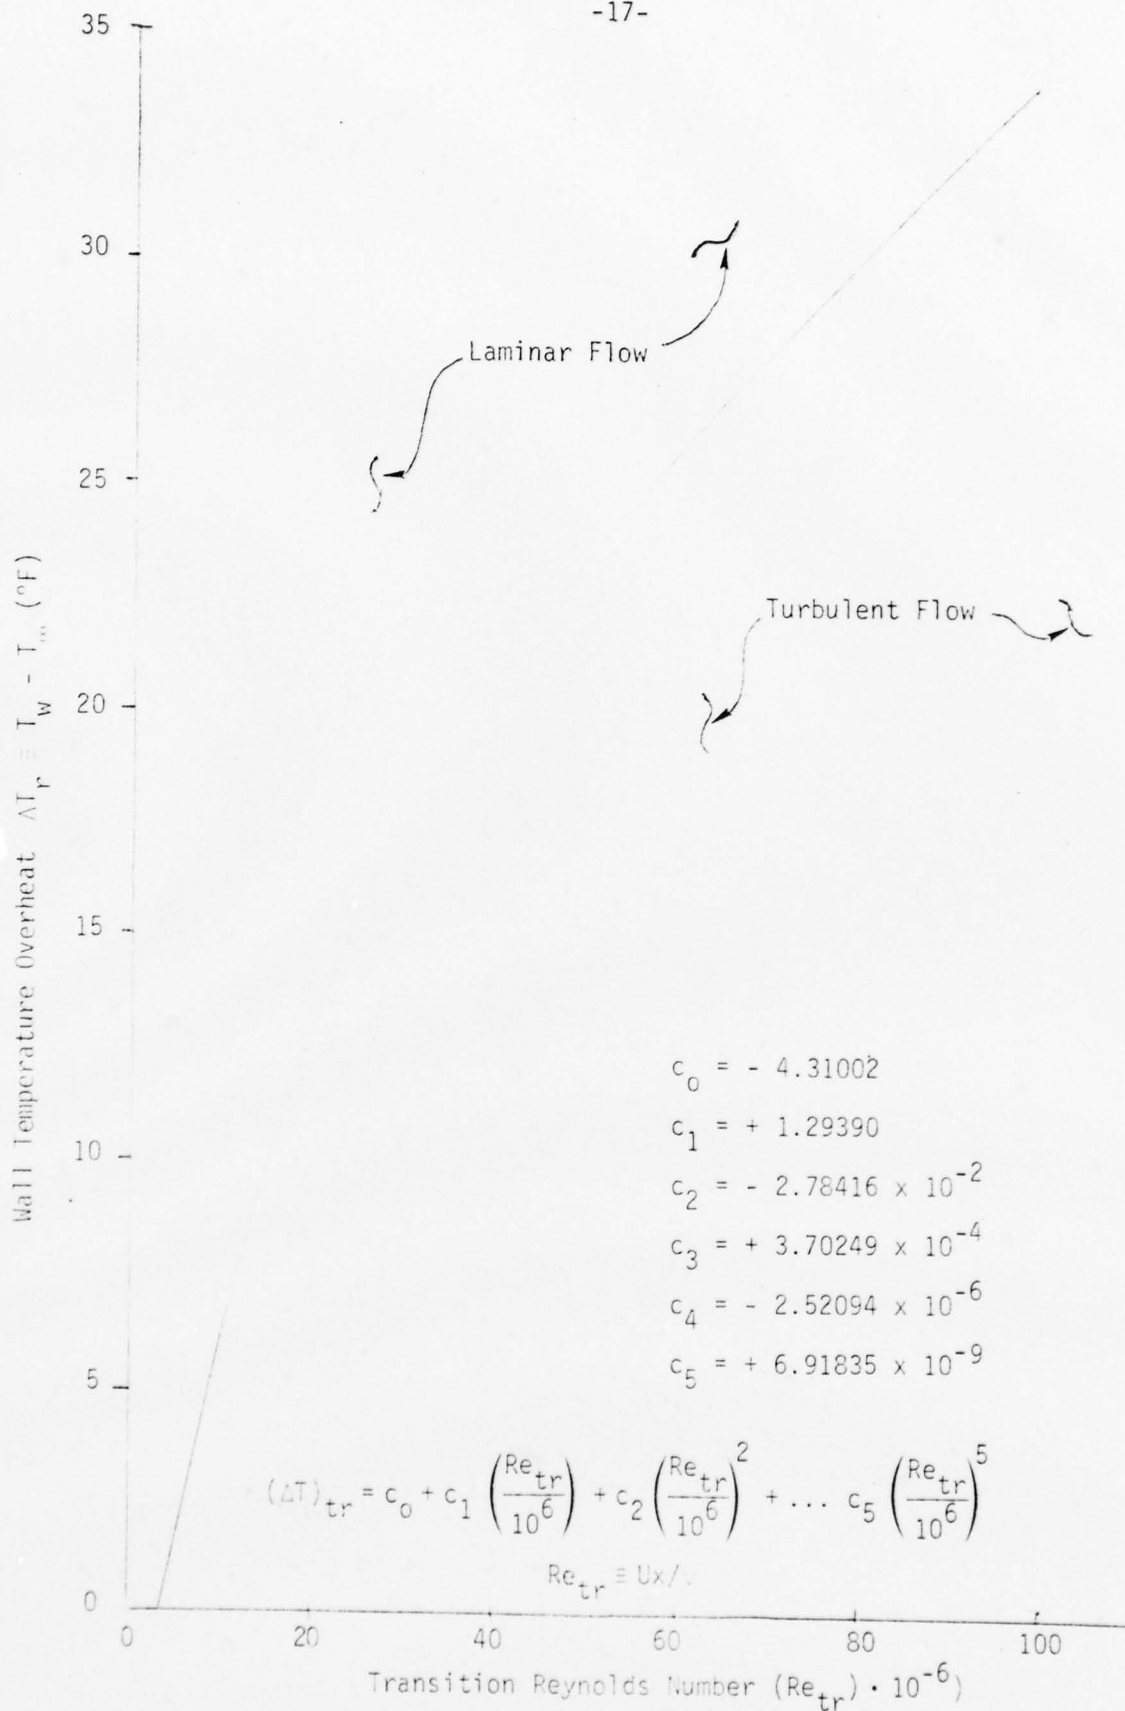 -17-
35
30
25
20
15
10
5
0
Wall Temperature Overheat ΔT_r ≡ T_w - T_∞ (°F)
Laminar Flow
Turbulent Flow
c_o = - 4.31002
c_1 = + 1.29390
c_2 = - 2.78416 x 10^-2
c_3 = + 3.70249 x 10^-4
c_4 = - 2.52094 x 10^-6
c_5 = + 6.91835 x 10^-9
(ΔT)_tr = c_o + c_1 (Re_tr/10^6) + c_2 (Re_tr/10^6)^2 + ... c_5 (Re_tr/10^6)^5
Re_tr ≡ Ux/
0 20 40 60 80 100
Transition Reynolds Number (Re_tr) · 10^-6)